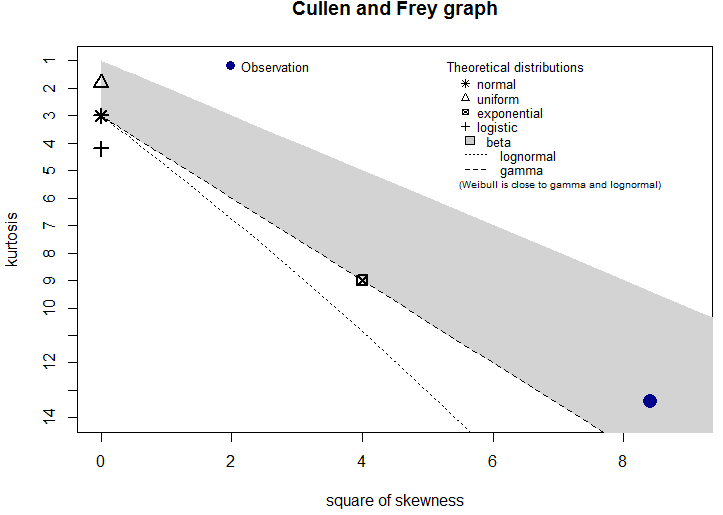 Cullen and Frey graph
Observation
Theoretical distributions
normal
uniform
exponential
logistic
beta
lognormal
gamma
(Weibull is close to gamma and lognormal)
kurtosis
1
2
3
4
5
6
7
8
9
10
12
14
0 2 4 6 8
square of skewness